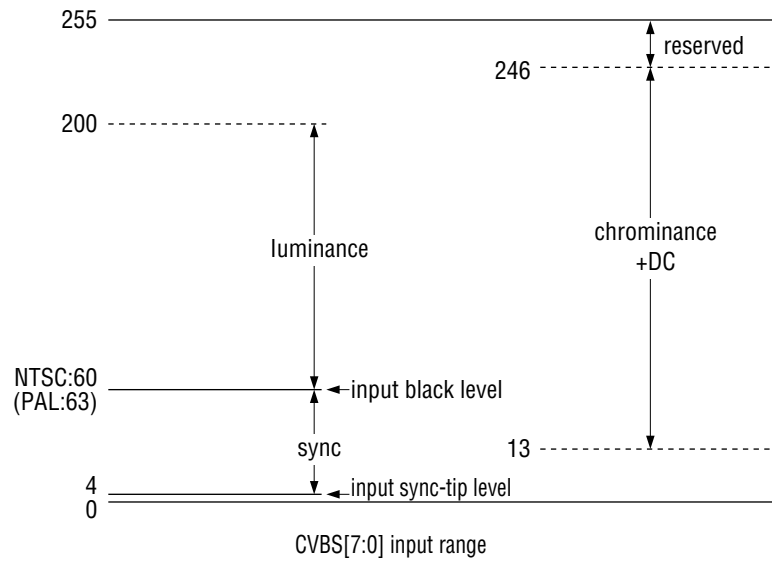 255
reserved
246
200
luminance
chrominance
+DC
NTSC:60
(PAL:63)
input black level
sync
13
4
input sync-tip level
0
CVBS[7:0] input range